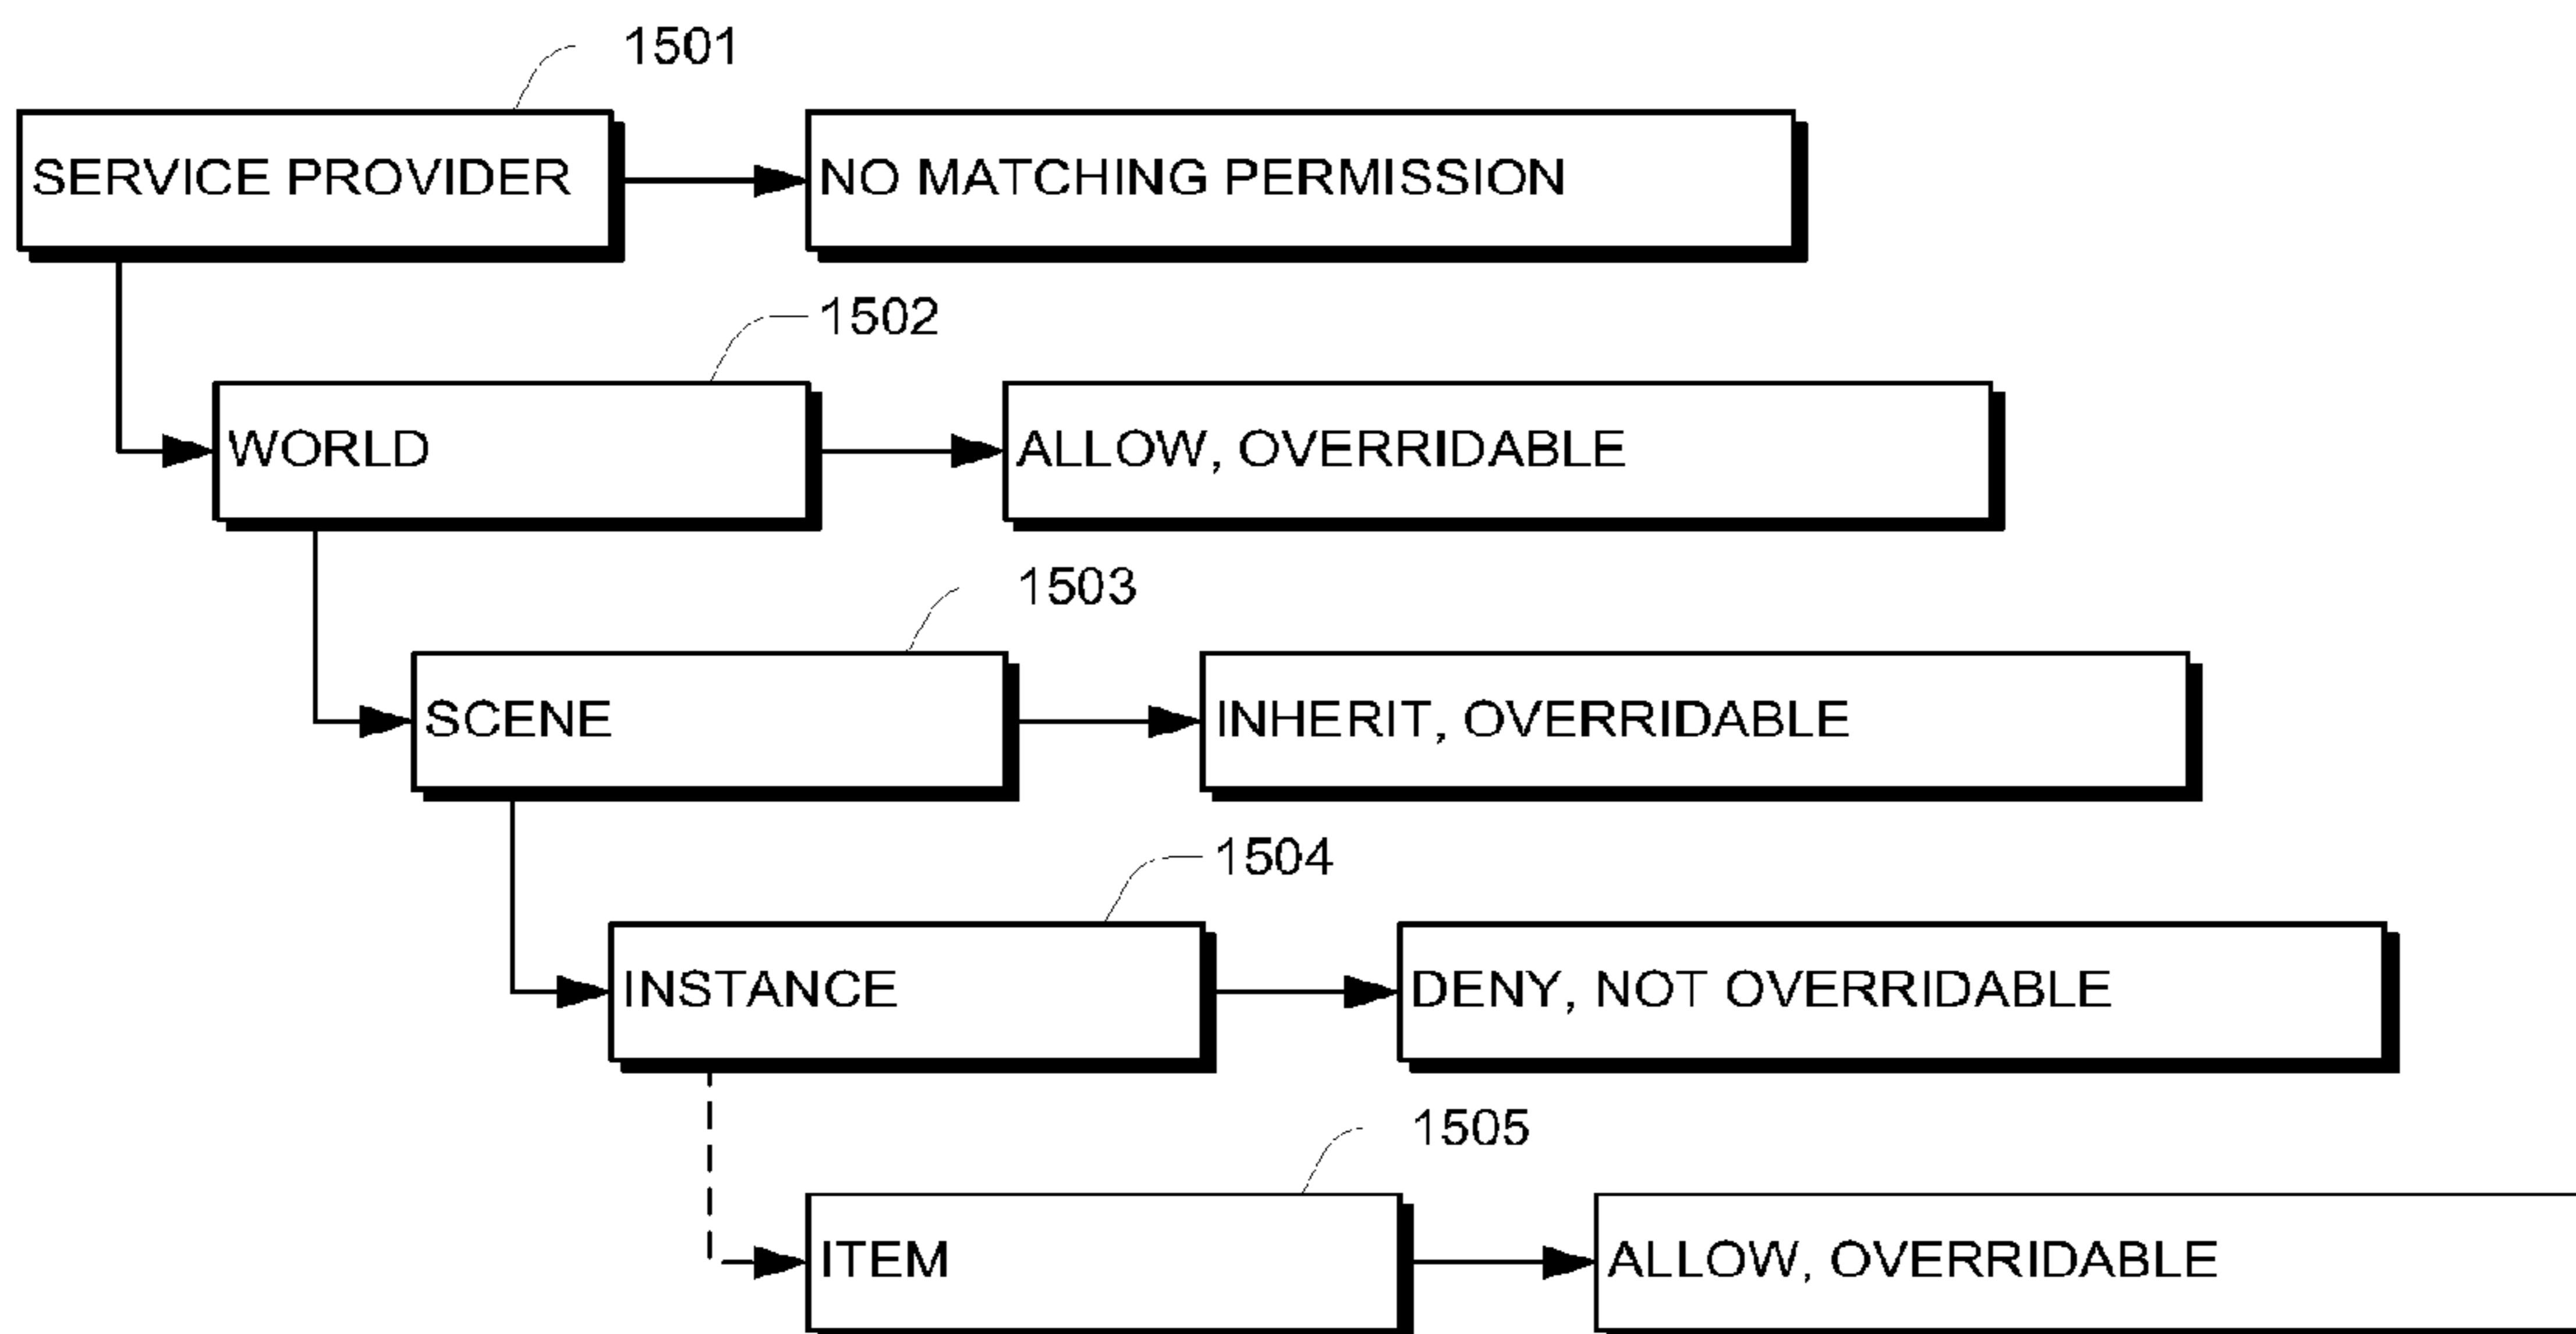 1501
SERVICE PROVIDER
NO MATCHING PERMISSION
1502
WORLD
ALLOW, OVERRIDABLE
1503
SCENE
INHERIT, OVERRIDABLE
1504
INSTANCE
DENY, NOT OVERRIDABLE
1505
ITEM
ALLOW, OVERRIDABLE